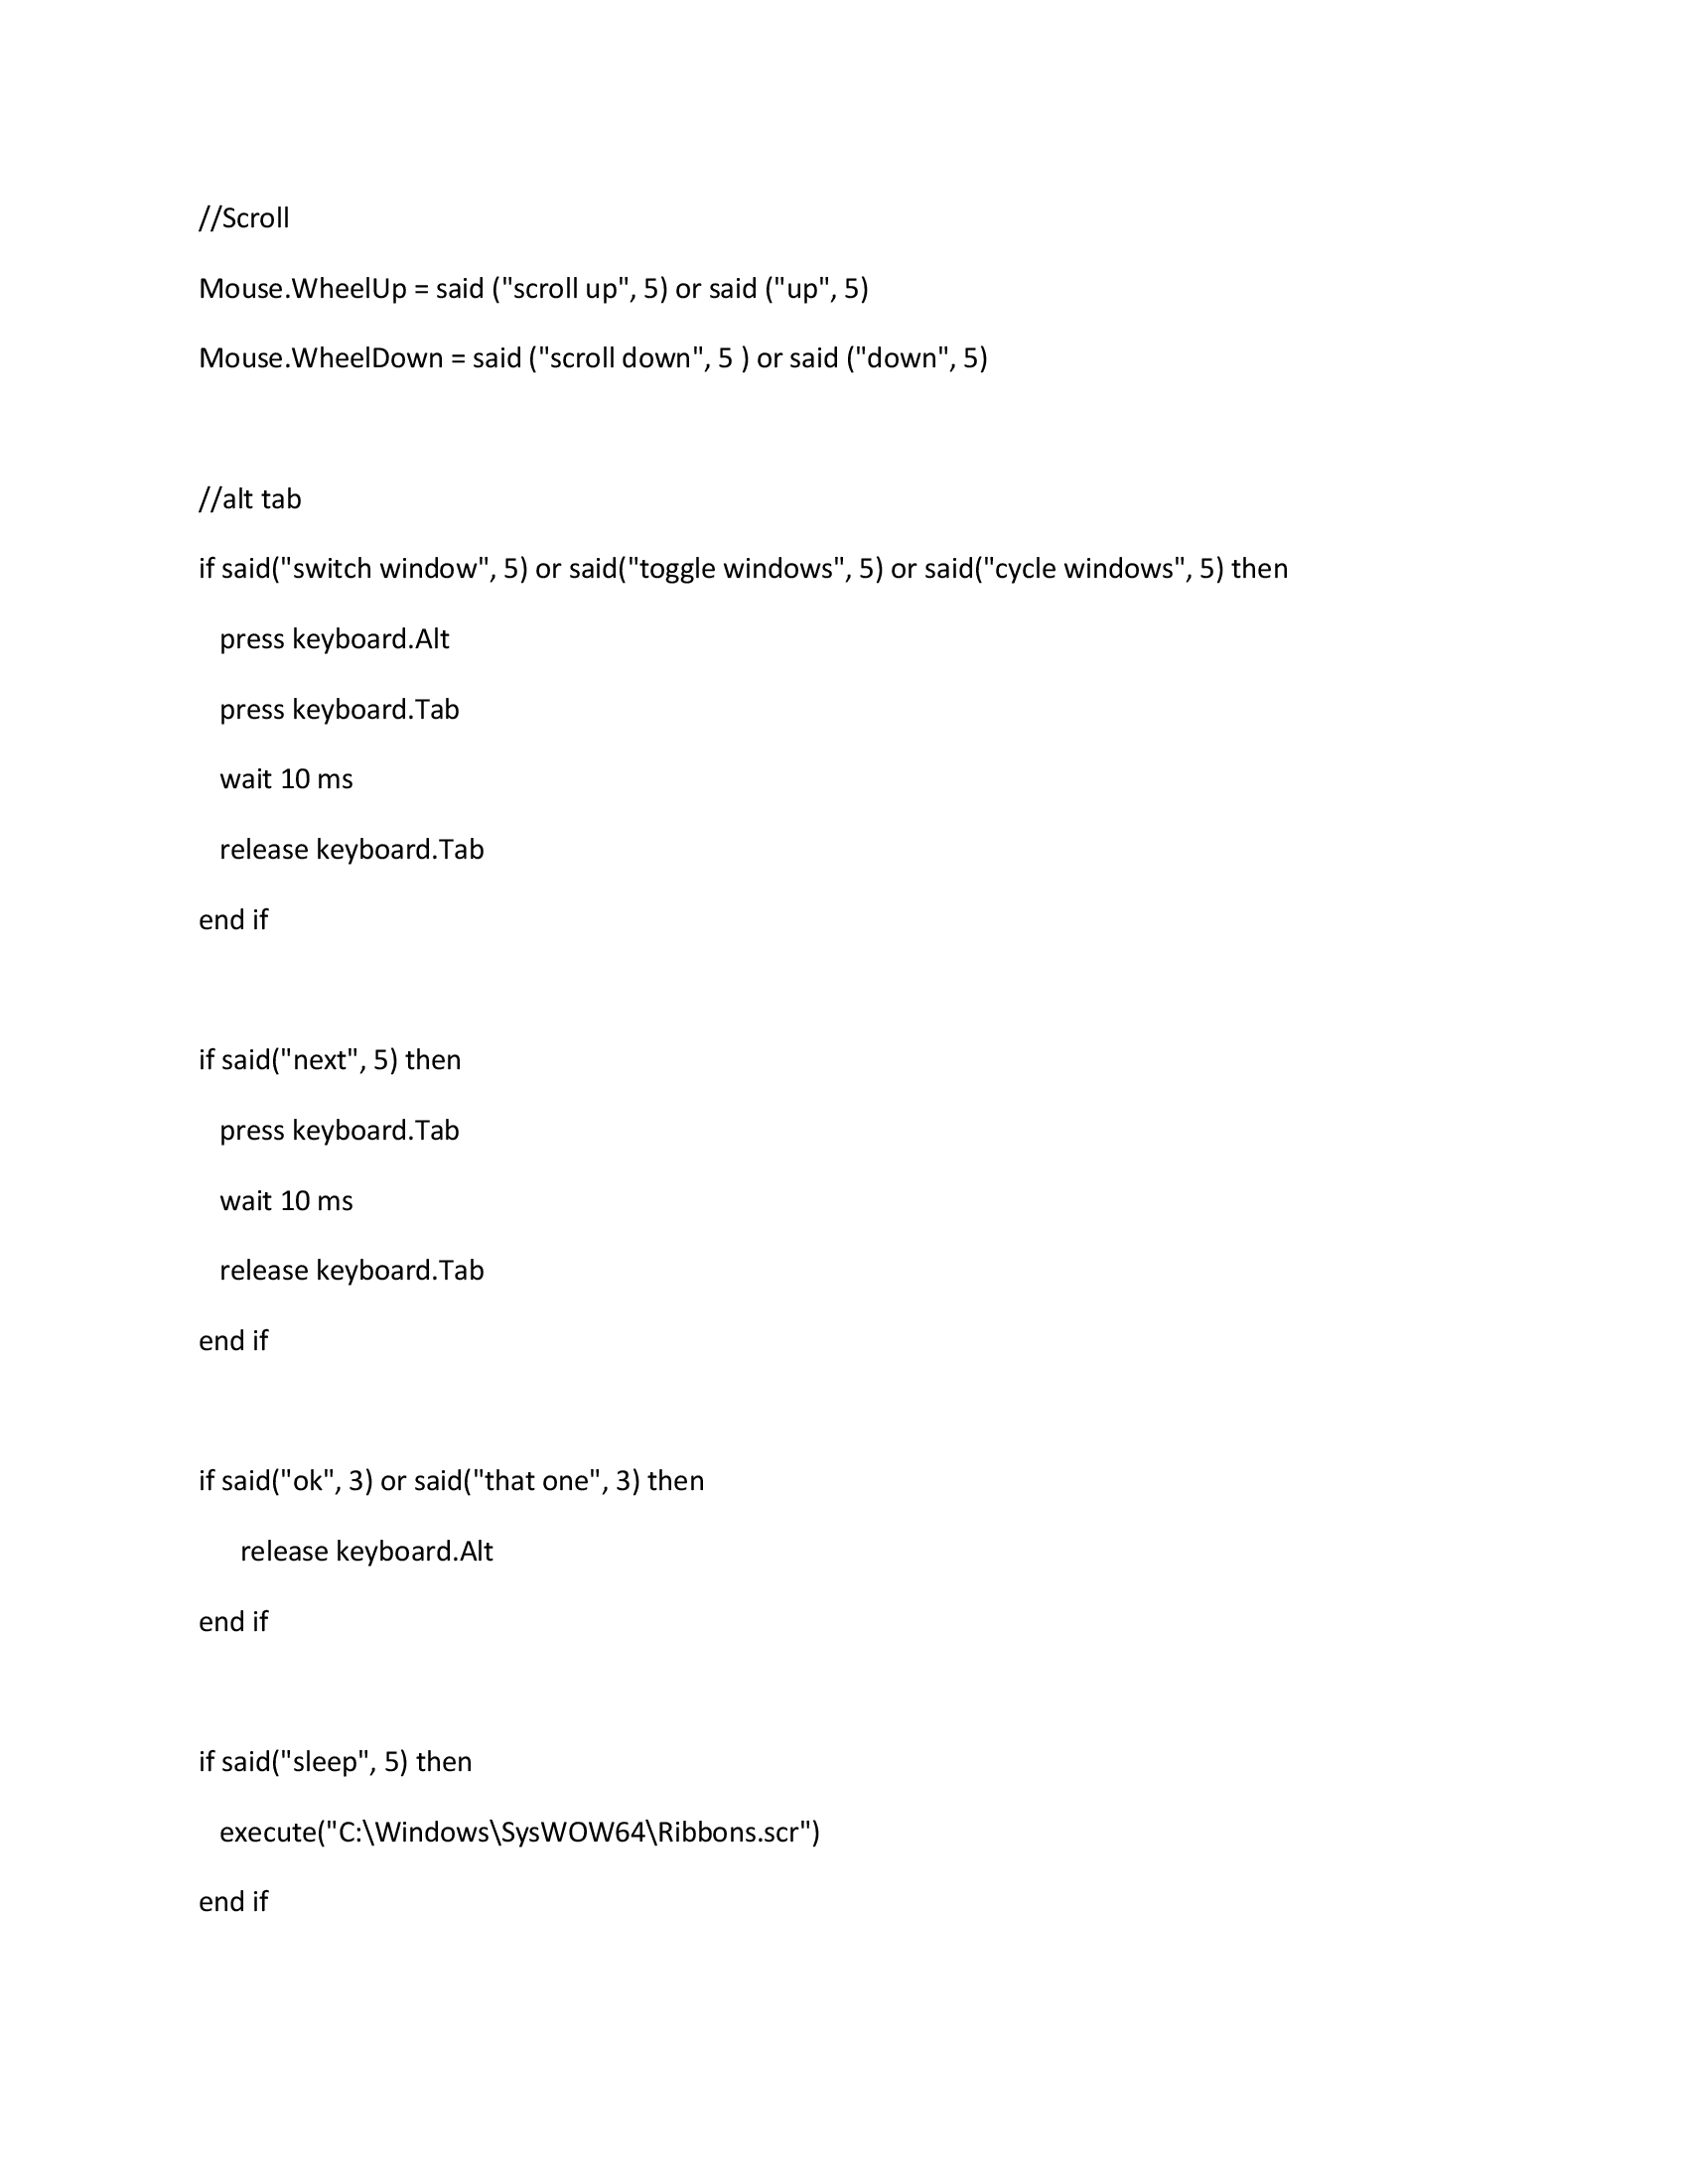 //Scroll
Mouse.WheelUp = said ("scroll up", 5) or said ("up", 5)
Mouse.WheelDown = said ("scroll down", 5 ) or said ("down", 5)
//alt tab
if said("switch window", 5) or said("toggle windows", 5) or said("cycle windows", 5) then
   press keyboard.Alt
   press keyboard.Tab
   wait 10 ms
   release keyboard.Tab
end if
if said("next", 5) then
   press keyboard.Tab
   wait 10 ms
   release keyboard.Tab
end if
if said("ok", 3) or said("that one", 3) then
      release keyboard.Alt
end if
if said("sleep", 5) then
   execute("C:\Windows\SysWOW64\Ribbons.scr")
end if